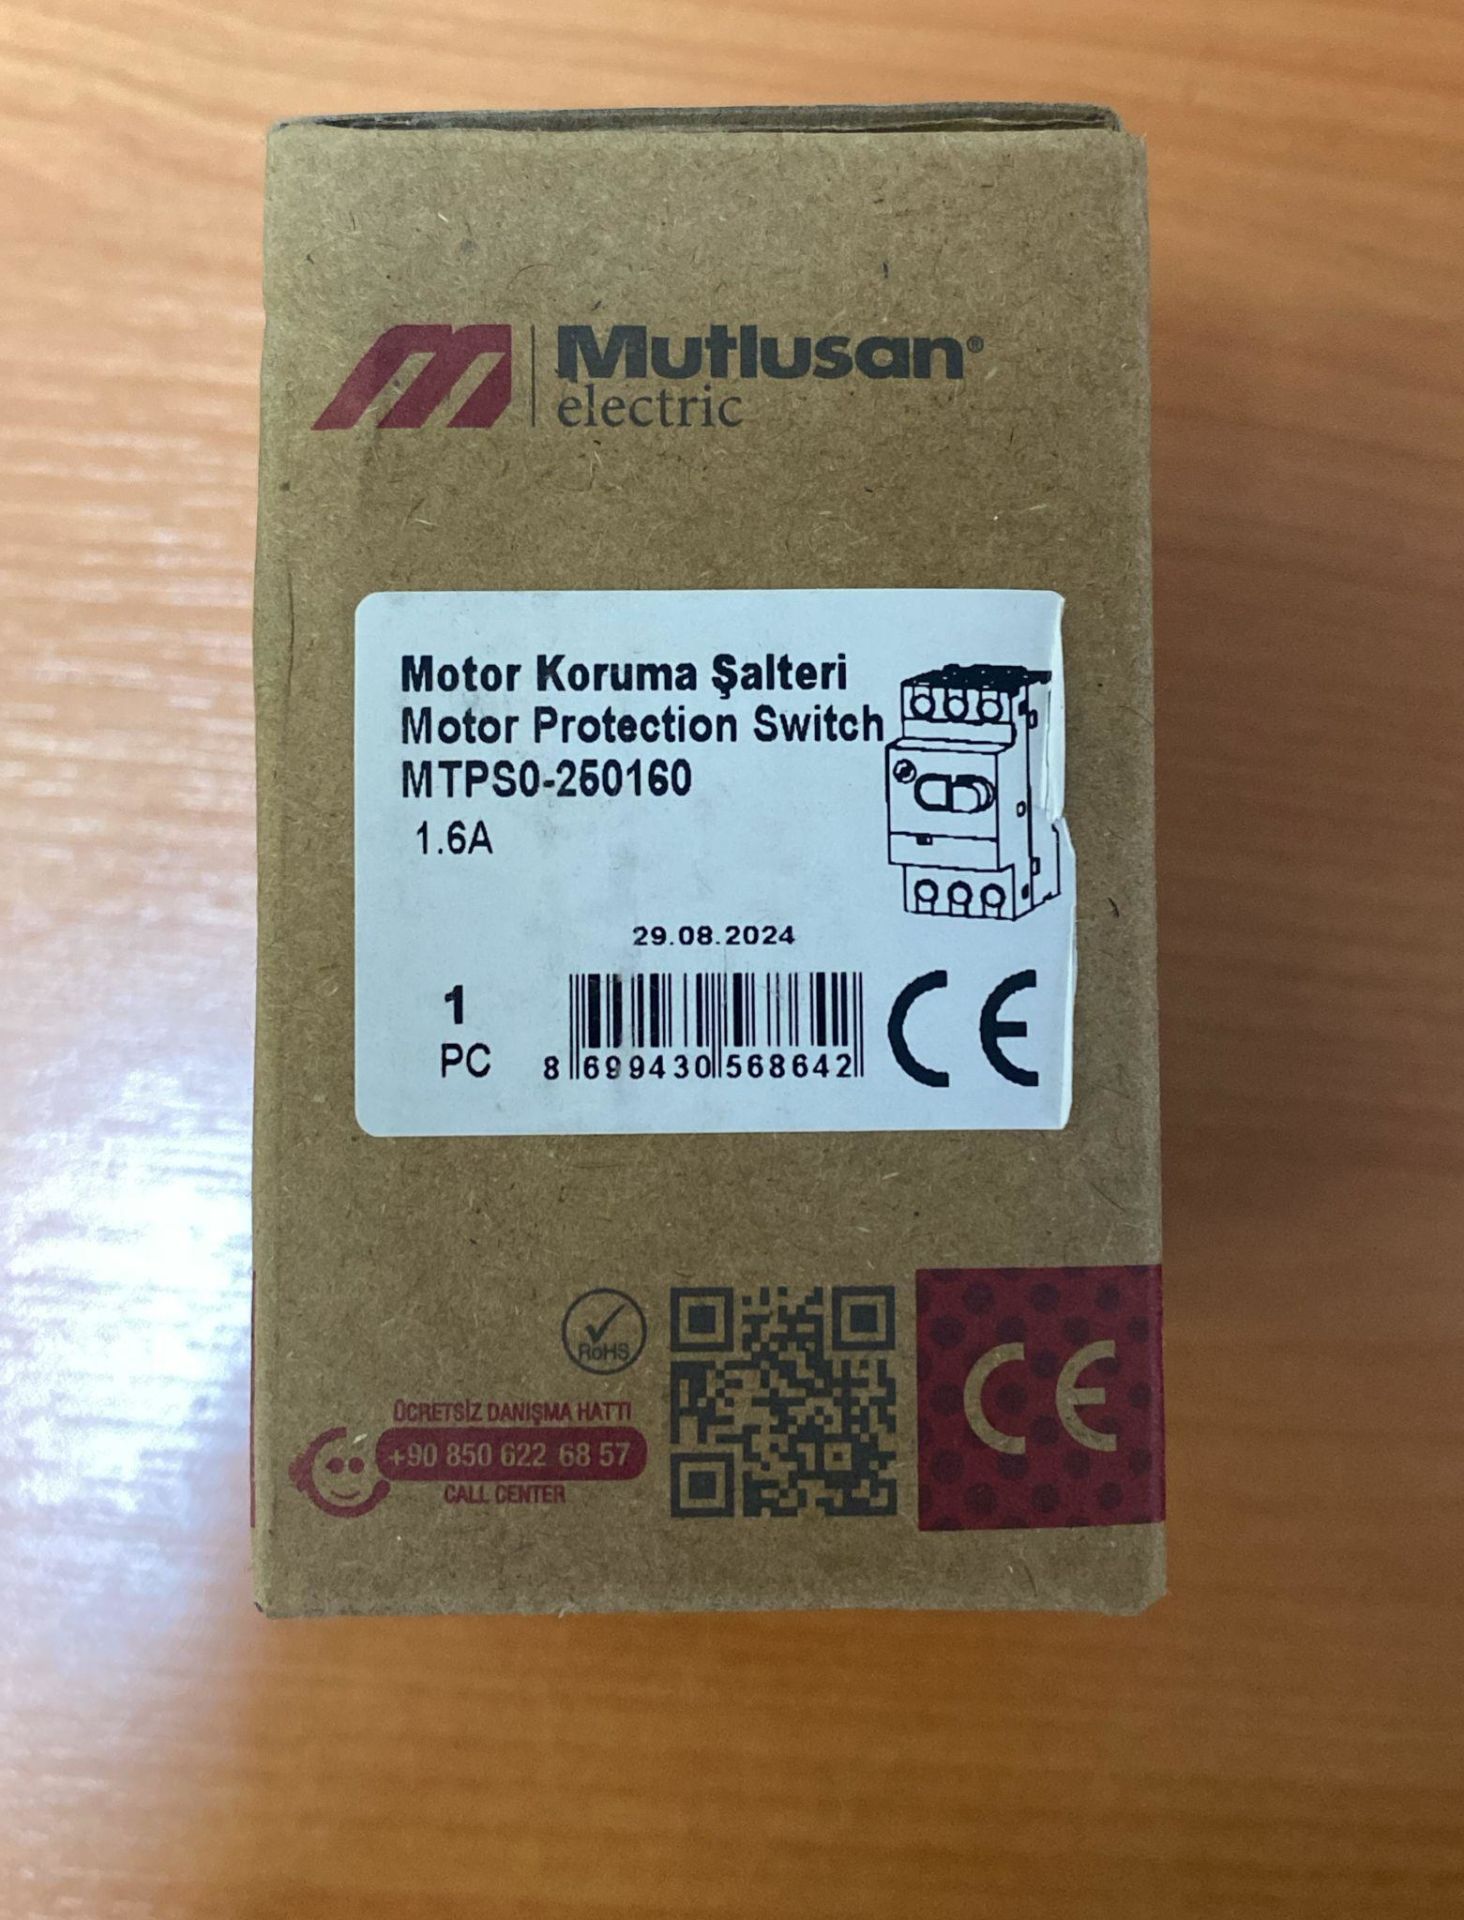 Mutlusan®
electric
Motor Koruma Şalteri
Motor Protection Switch
MTPS0-250160
1.6A
29.08.2024
1
PC
8 699430 568642
CE
RoHS
ÜCRETSİZ DANIŞMA HATTI
+90 850 622 68 57
CALL CENTER
CE